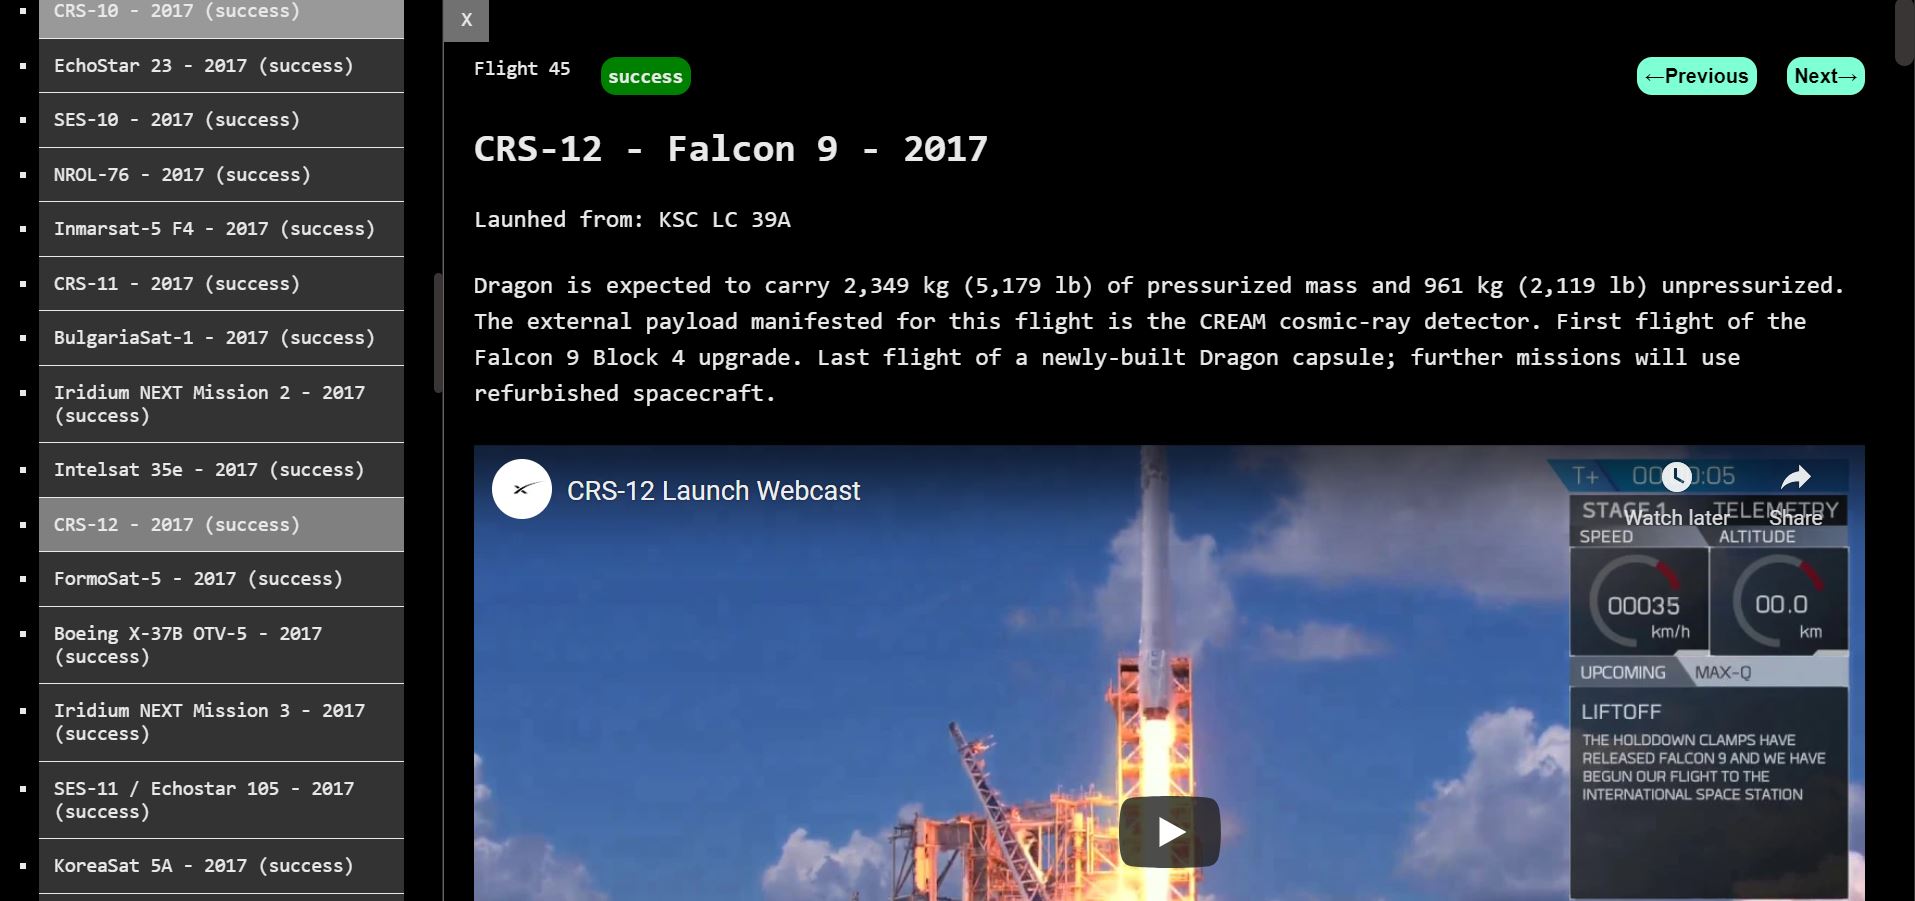 CRS-10 - 2017 (success)
EchoStar 23 - 2017 (success)
SES-10 - 2017 (success)
NROL-76 - 2017 (success)
Inmarsat-5 F4 - 2017 (success)
CRS-11 - 2017 (success)
BulgariaSat-1 - 2017 (success)
Iridium NEXT Mission 2 - 2017
(success)
Intelsat 35e - 2017 (success)
CRS-12 - 2017 (success)
FormoSat-5 - 2017 (success)
Boeing X-37B OTV-5 - 2017
(success)
Iridium NEXT Mission 3 - 2017
(success)
SES-11 / Echostar 105 - 2017
(success)
KoreaSat 5A - 2017 (success)
X
Flight 45 success ←Previous Next→
CRS-12 - Falcon 9 - 2017
Launhed from: KSC LC 39A
Dragon is expected to carry 2,349 kg (5,179 lb) of pressurized mass and 961 kg (2,119 lb) unpressurized.
The external payload manifested for this flight is the CREAM cosmic-ray detector. First flight of the
Falcon 9 Block 4 upgrade. Last flight of a newly-built Dragon capsule; further missions will use
refurbished spacecraft.
CRS-12 Launch Webcast
T+ :05
Watch later Share
STAGE 1 TELEMETRY
SPEED ALTITUDE
00035 00.0
km/h km
UPCOMING MAX-Q
LIFTOFF
THE HOLDDOWN CLAMPS HAVE
RELEASED FALCON 9 AND WE HAVE
BEGUN OUR FLIGHT TO THE
INTERNATIONAL SPACE STATION